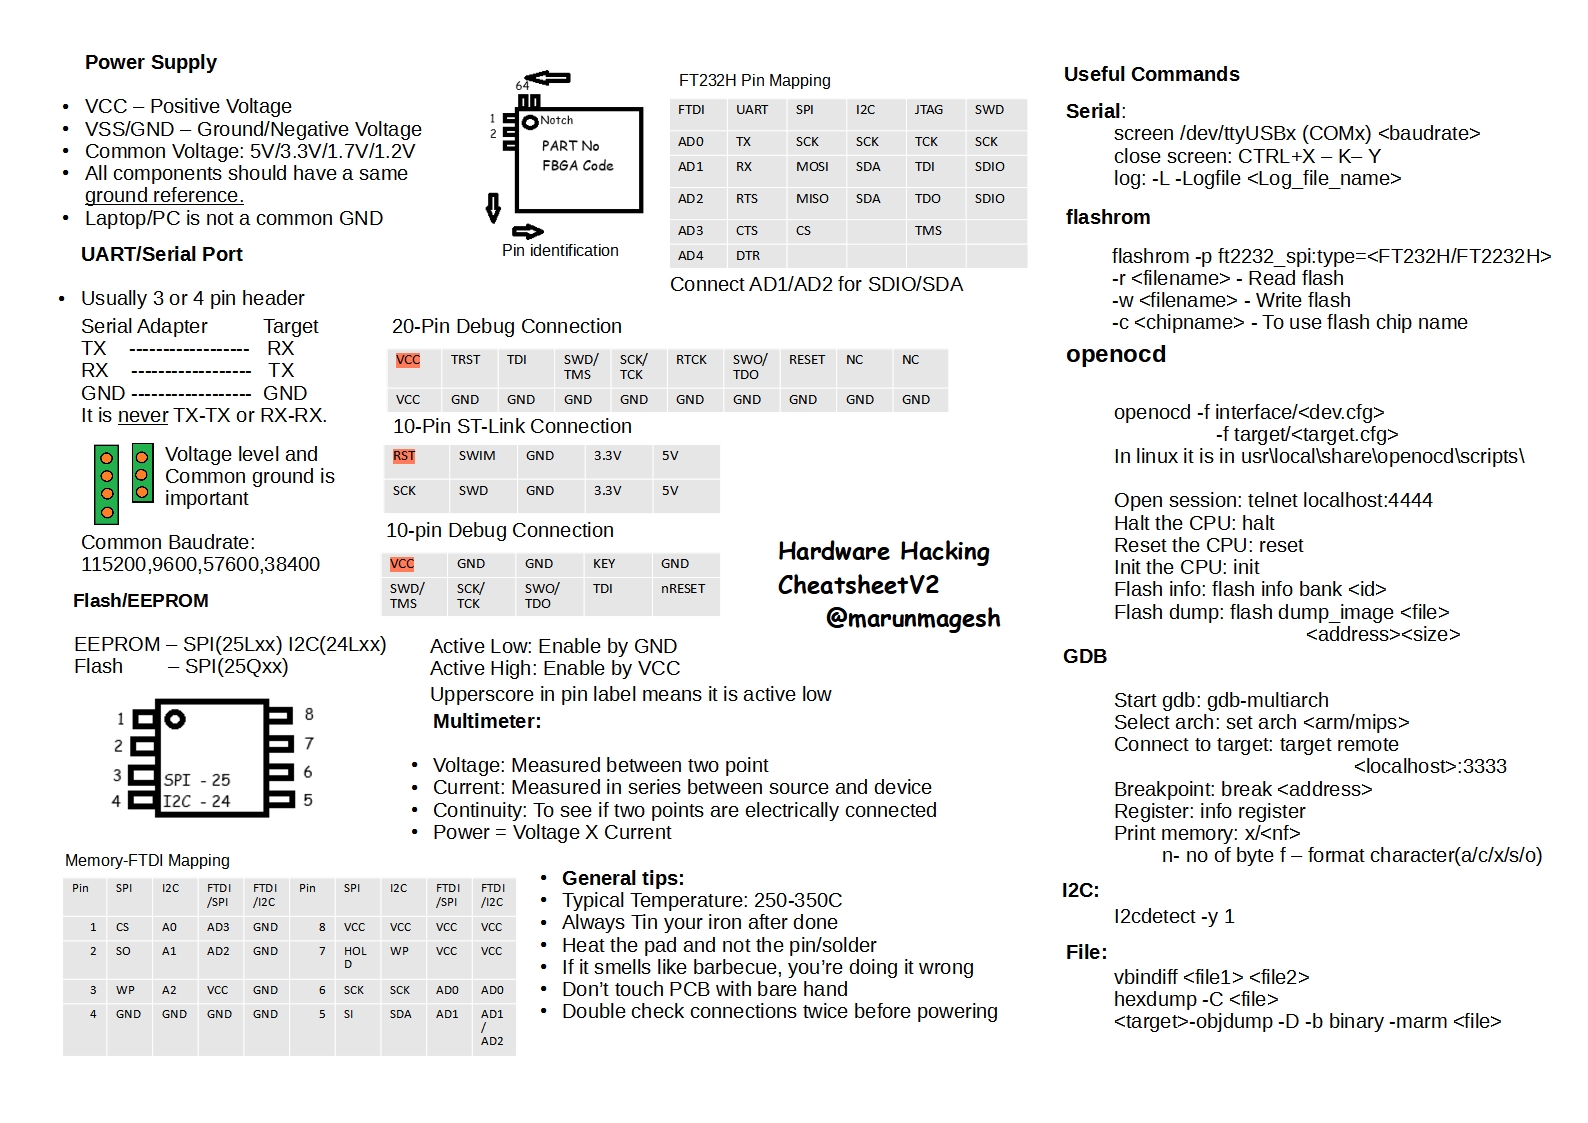 Power Supply
• VCC – Positive Voltage
• VSS/GND – Ground/Negative Voltage
• Common Voltage: 5V/3.3V/1.7V/1.2V
• All components should have a same
ground reference.
• Laptop/PC is not a common GND
UART/Serial Port
• Usually 3 or 4 pin header
Serial Adapter Target
TX ------------------ RX
RX ------------------ TX
GND ------------------ GND
It is never TX-TX or RX-RX.
Voltage level and
Common ground is
important
Common Baudrate:
115200,9600,57600,38400
Flash/EEPROM
EEPROM – SPI(25Lxx) I2C(24Lxx)
Flash – SPI(25Qxx)
1 8
2 7
3 6
4 5
SPI - 25
I2C - 24
Memory-FTDI Mapping
Pin SPI I2C FTDI /SPI FTDI /I2C Pin SPI I2C FTDI /SPI FTDI /I2C
1 CS A0 AD3 GND 8 VCC VCC VCC VCC
2 SO A1 AD2 GND 7 HOL D WP VCC VCC
3 WP A2 VCC GND 6 SCK SCK AD0 AD0
4 GND GND GND GND 5 SI SDA AD1 AD1 / AD2
64
1
2
Notch
PART No
FBGA Code
Pin identification
FT232H Pin Mapping
FTDI UART SPI I2C JTAG SWD
AD0 TX SCK SCK TCK SCK
AD1 RX MOSI SDA TDI SDIO
AD2 RTS MISO SDA TDO SDIO
AD3 CTS CS TMS
AD4 DTR
Connect AD1/AD2 for SDIO/SDA
20-Pin Debug Connection
VCC TRST TDI SWD/ TMS SCK/ TCK RTCK SWO/ TDO RESET NC NC
VCC GND GND GND GND GND GND GND GND GND
10-Pin ST-Link Connection
RST SWIM GND 3.3V 5V
SCK SWD GND 3.3V 5V
10-pin Debug Connection
VCC GND GND KEY GND
SWD/ TMS SCK/ TCK SWO/ TDO TDI nRESET
Hardware Hacking
CheatsheetV2
@marunmagesh
Active Low: Enable by GND
Active High: Enable by VCC
Upperscore in pin label means it is active low
Multimeter:
• Voltage: Measured between two point
• Current: Measured in series between source and device
• Continuity: To see if two points are electrically connected
• Power = Voltage X Current
• General tips:
• Typical Temperature: 250-350C
• Always Tin your iron after done
• Heat the pad and not the pin/solder
• If it smells like barbecue, you’re doing it wrong
• Don’t touch PCB with bare hand
• Double check connections twice before powering
Useful Commands
Serial:
screen /dev/ttyUSBx (COMx) <baudrate>
close screen: CTRL+X – K– Y
log: -L -Logfile <Log_file_name>
flashrom
flashrom -p ft2232_spi:type=<FT232H/FT2232H>
-r <filename> - Read flash
-w <filename> - Write flash
-c <chipname> - To use flash chip name
openocd
openocd -f interface/<dev.cfg>
-f target/<target.cfg>
In linux it is in usr\local\share\openocd\scripts\
Open session: telnet localhost:4444
Halt the CPU: halt
Reset the CPU: reset
Init the CPU: init
Flash info: flash info bank <id>
Flash dump: flash dump_image <file>
<address><size>
GDB
Start gdb: gdb-multiarch
Select arch: set arch <arm/mips>
Connect to target: target remote
<localhost>:3333
Breakpoint: break <address>
Register: info register
Print memory: x/<nf>
n- no of byte f – format character(a/c/x/s/o)
I2C:
I2cdetect -y 1
File:
vbindiff <file1> <file2>
hexdump -C <file>
<target>-objdump -D -b binary -marm <file>